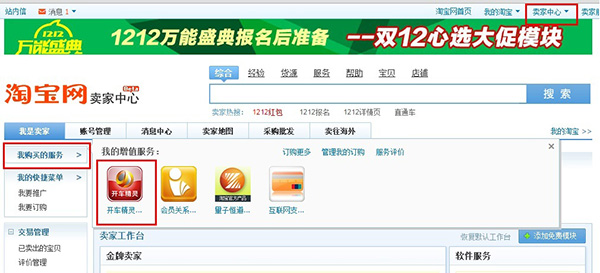 站内信 消息 1 淘宝网首页 我的淘宝 卖家中心
1212 万能盛典 1212万能盛典报名后准备 --双12心选大促模块
综合 经验 货源 服务 帮助 宝贝 店铺
淘宝网 卖家中心 Beta 搜索
卖家热搜: 1212红包 1212报名 1212详情页 直通车
我是卖家 账号管理 消息中心 卖家地图 采购批发 卖往海外 我的淘宝
我购买的服务 > 我的增值服务: 订购更多 管理我的订购 服务评价 ×
我的快捷菜单 >
我要推广
我要订购
淘宝官方产品
开车精灵... 会员关系... 量子恒道... 互联网支...
交易管理
已卖出的宝贝
评价管理
卖家工作台 恢复默认工作台 + 添加免费模块
金牌卖家 软件服务